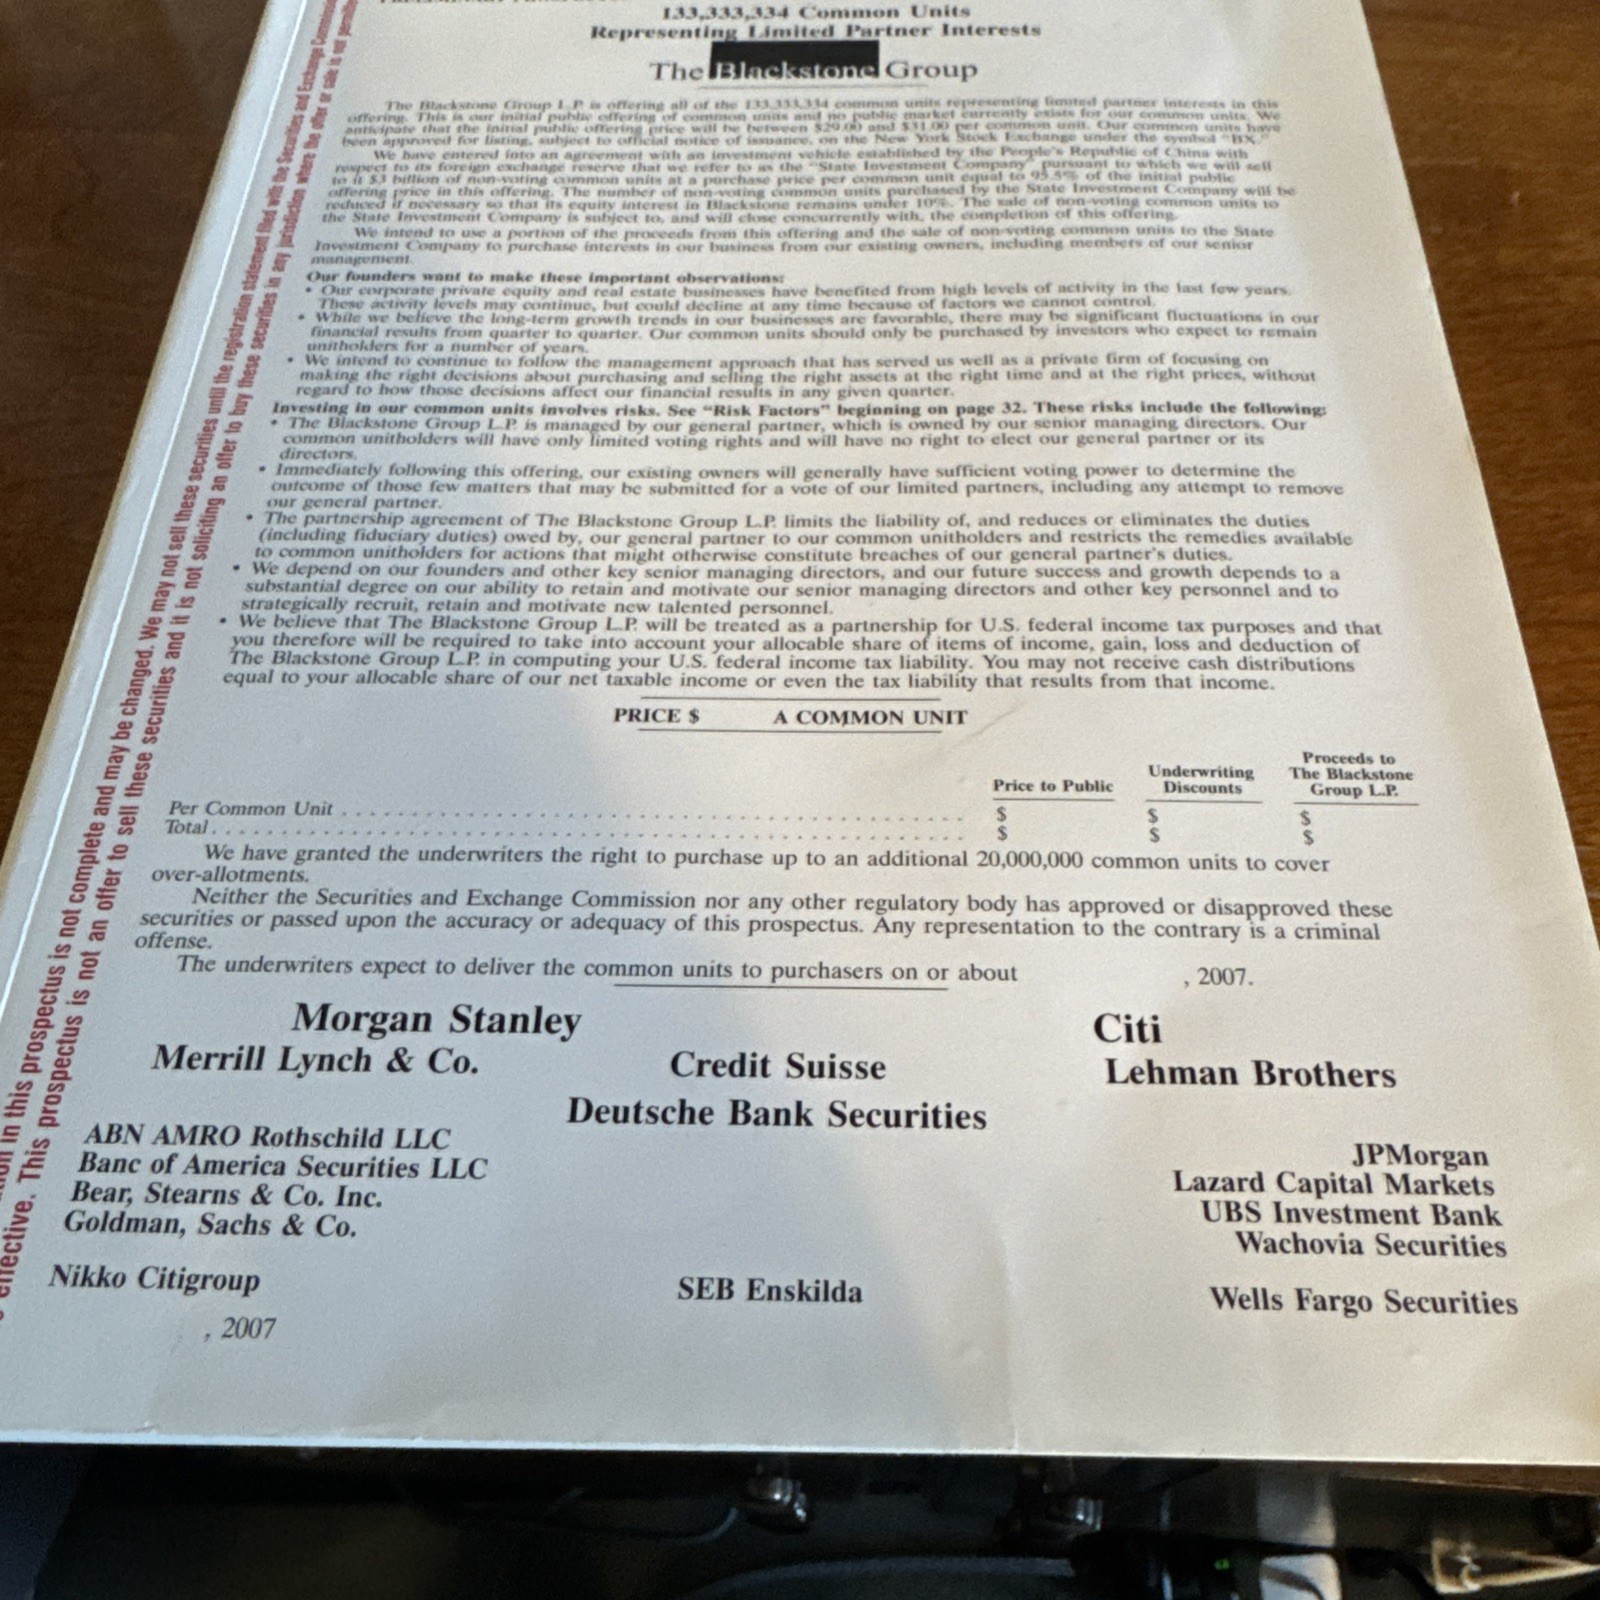 133,333,334 Common Units
Representing Limited Partner Interests
The Blackstone Group
The Blackstone Group L.P. is offering all of the 133,333,334 common units representing limited partner interests in this
offering. This is our initial public offering of common units and no public market currently exists for our common units. We
anticipate that the initial public offering price will be between $29.00 and $31.00 per common unit. Our common units have
been approved for listing, subject to official notice of issuance, on the New York Stock Exchange under the symbol "BX."
We have entered into an agreement with an investment vehicle established by the People's Republic of China with
respect to its foreign exchange reserve that we refer to as the "State Investment Company" pursuant to which we will sell
to it $3 billion of non-voting common units at a purchase price per common unit equal to 95.5% of the initial public
offering price in this offering. The number of non-voting common units purchased by the State Investment Company will be
reduced if necessary so that its equity interest in Blackstone remains under 10%. The sale of non-voting common units to
the State Investment Company is subject to, and will close concurrently with, the completion of this offering.
We intend to use a portion of the proceeds from this offering and the sale of non-voting common units to the State
Investment Company to purchase interests in our business from our existing owners, including members of our senior
management.
Our founders want to make these important observations:
• Our corporate private equity and real estate businesses have benefited from high levels of activity in the last few years.
These activity levels may continue, but could decline at any time because of factors we cannot control.
• While we believe the long-term growth trends in our businesses are favorable, there may be significant fluctuations in our
financial results from quarter to quarter. Our common units should only be purchased by investors who expect to remain
unitholders for a number of years.
• We intend to continue to follow the management approach that has served us well as a private firm of focusing on
making the right decisions about purchasing and selling the right assets at the right time and at the right prices, without
regard to how those decisions affect our financial results in any given quarter.
Investing in our common units involves risks. See "Risk Factors" beginning on page 32. These risks include the following:
• The Blackstone Group L.P. is managed by our general partner, which is owned by our senior managing directors. Our
common unitholders will have only limited voting rights and will have no right to elect our general partner or its
directors.
• Immediately following this offering, our existing owners will generally have sufficient voting power to determine the
outcome of those few matters that may be submitted for a vote of our limited partners, including any attempt to remove
our general partner.
• The partnership agreement of The Blackstone Group L.P. limits the liability of, and reduces or eliminates the duties
(including fiduciary duties) owed by, our general partner to our common unitholders and restricts the remedies available
to common unitholders for actions that might otherwise constitute breaches of our general partner's duties.
• We depend on our founders and other key senior managing directors, and our future success and growth depends to a
substantial degree on our ability to retain and motivate our senior managing directors and other key personnel and to
strategically recruit, retain and motivate new talented personnel.
• We believe that The Blackstone Group L.P. will be treated as a partnership for U.S. federal income tax purposes and that
you therefore will be required to take into account your allocable share of items of income, gain, loss and deduction of
The Blackstone Group L.P. in computing your U.S. federal income tax liability. You may not receive cash distributions
equal to your allocable share of our net taxable income or even the tax liability that results from that income.
PRICE $ A COMMON UNIT
Price to Public Underwriting Discounts Proceeds to The Blackstone Group L.P.
Per Common Unit $ $ $
Total $ $ $
We have granted the underwriters the right to purchase up to an additional 20,000,000 common units to cover
over-allotments.
Neither the Securities and Exchange Commission nor any other regulatory body has approved or disapproved these
securities or passed upon the accuracy or adequacy of this prospectus. Any representation to the contrary is a criminal
offense.
The underwriters expect to deliver the common units to purchasers on or about , 2007.
Morgan Stanley Citi
Merrill Lynch & Co. Credit Suisse Lehman Brothers
Deutsche Bank Securities
ABN AMRO Rothschild LLC JPMorgan
Banc of America Securities LLC Lazard Capital Markets
Bear, Stearns & Co. Inc. UBS Investment Bank
Goldman, Sachs & Co. Wachovia Securities
Nikko Citigroup SEB Enskilda Wells Fargo Securities
, 2007
in this prospectus is not complete and may be changed. We may not sell these securities until the registration statement filed with the Securities and Exchange Commission
effective. This prospectus is not an offer to sell these securities and it is not soliciting an offer to buy these securities in any jurisdiction where the offer or sale is not